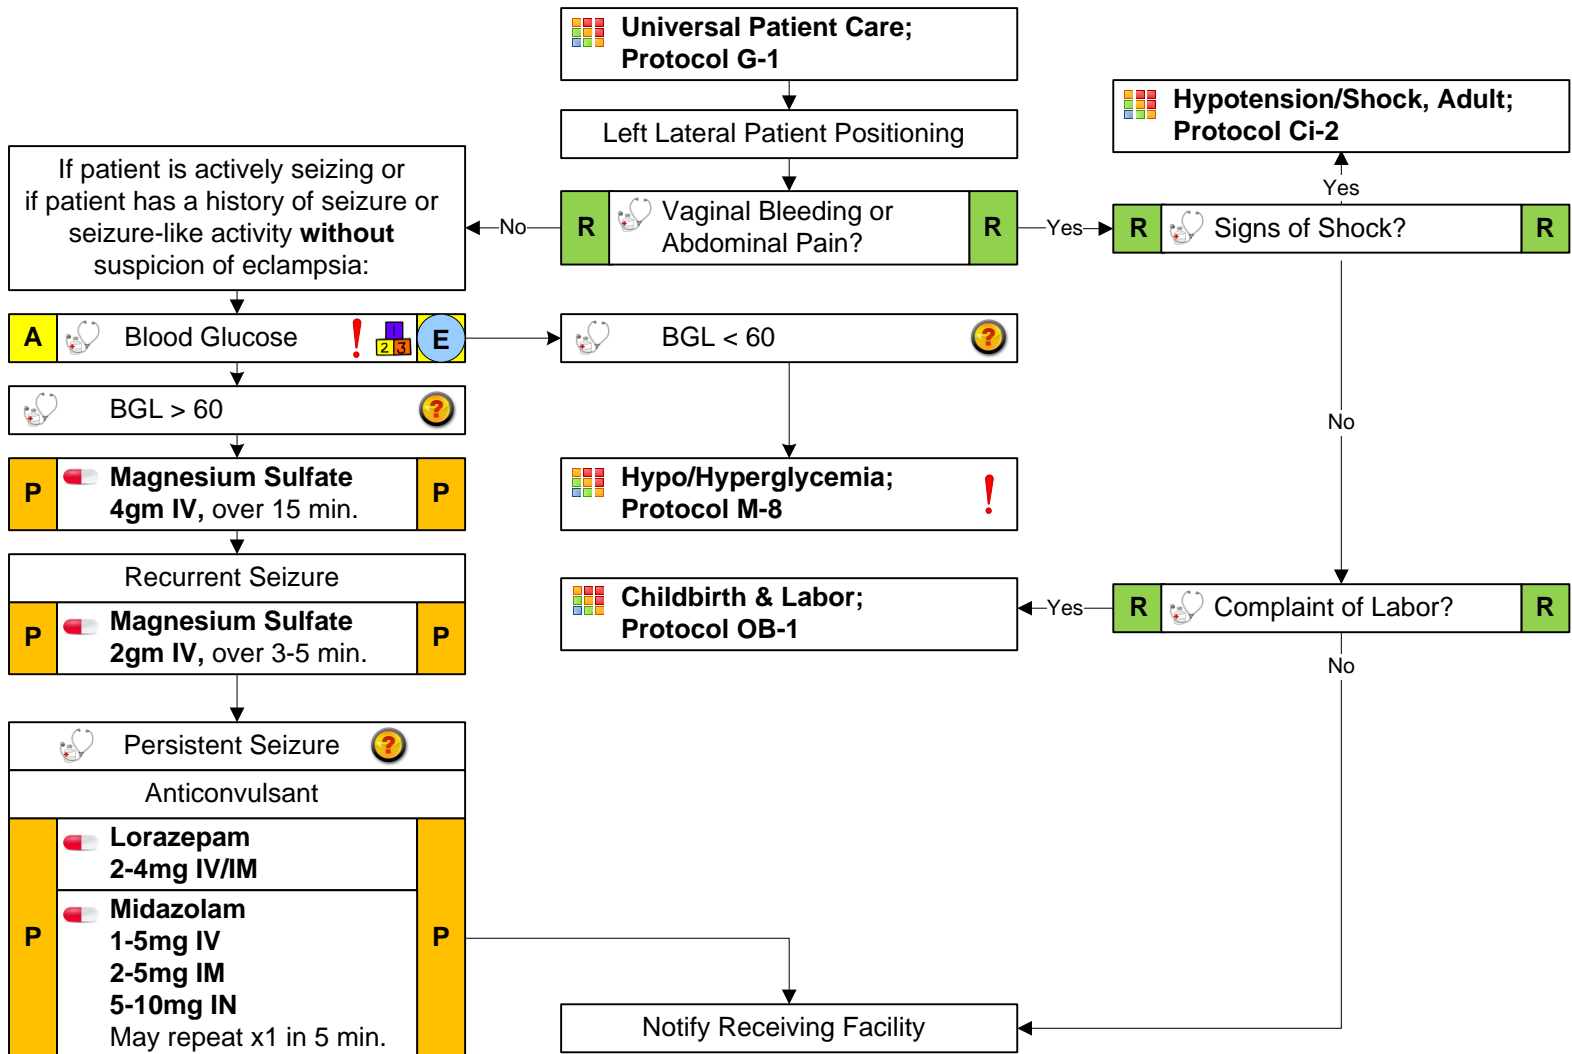 Universal Patient Care;
Protocol G-1
Left Lateral Patient Positioning
R
Vaginal Bleeding or
Abdominal Pain?
R
No
Yes
Hypotension/Shock, Adult;
Protocol Ci-2
Yes
R
Signs of Shock?
R
No
If patient is actively seizing or
if patient has a history of seizure or
seizure-like activity without
suspicion of eclampsia:
A
Blood Glucose
1
2 3
E
BGL < 60
?
BGL > 60
?
Hypo/Hyperglycemia;
Protocol M-8
P
Magnesium Sulfate
4gm IV, over 15 min.
P
Recurrent Seizure
P
Magnesium Sulfate
2gm IV, over 3-5 min.
P
Childbirth & Labor;
Protocol OB-1
Yes
R
Complaint of Labor?
R
No
Persistent Seizure
?
Anticonvulsant
P
Lorazepam
2-4mg IV/IM
Midazolam
1-5mg IV
2-5mg IM
5-10mg IN
May repeat x1 in 5 min.
P
Notify Receiving Facility